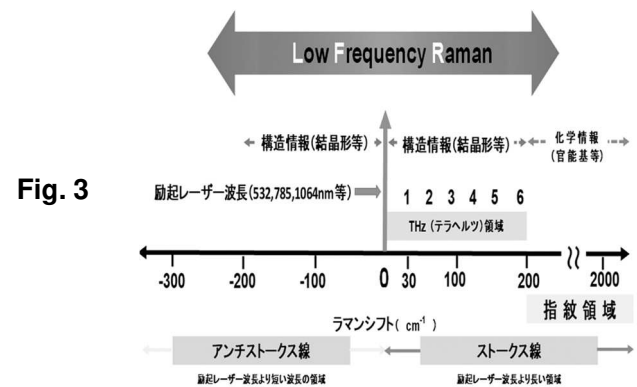 Low Frequency Raman
構造情報(結晶形等)
構造情報(結晶形等)
化学情報
(官能基等)
Fig. 3
励起レーザー波長(532,785,1064nm等)
1 2 3 4 5 6
THz (テラヘルツ)領域
-300 -200 -100 0 30 100 200 2000
指紋領域
ラマンシフト( cm-1 )
アンチストークス線
ストークス線
励起レーザー波長より短い波長の領域
励起レーザー波長より長い領域